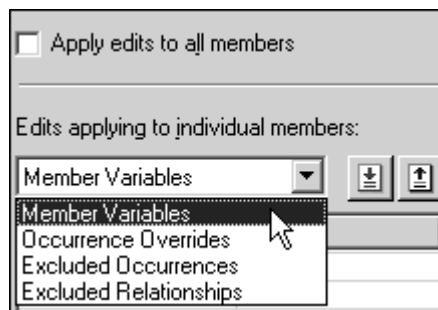 Apply edits to all members
Edits applying to individual members:
Member Variables
Member Variables
Occurrence Overrides
Excluded Occurrences
Excluded Relationships